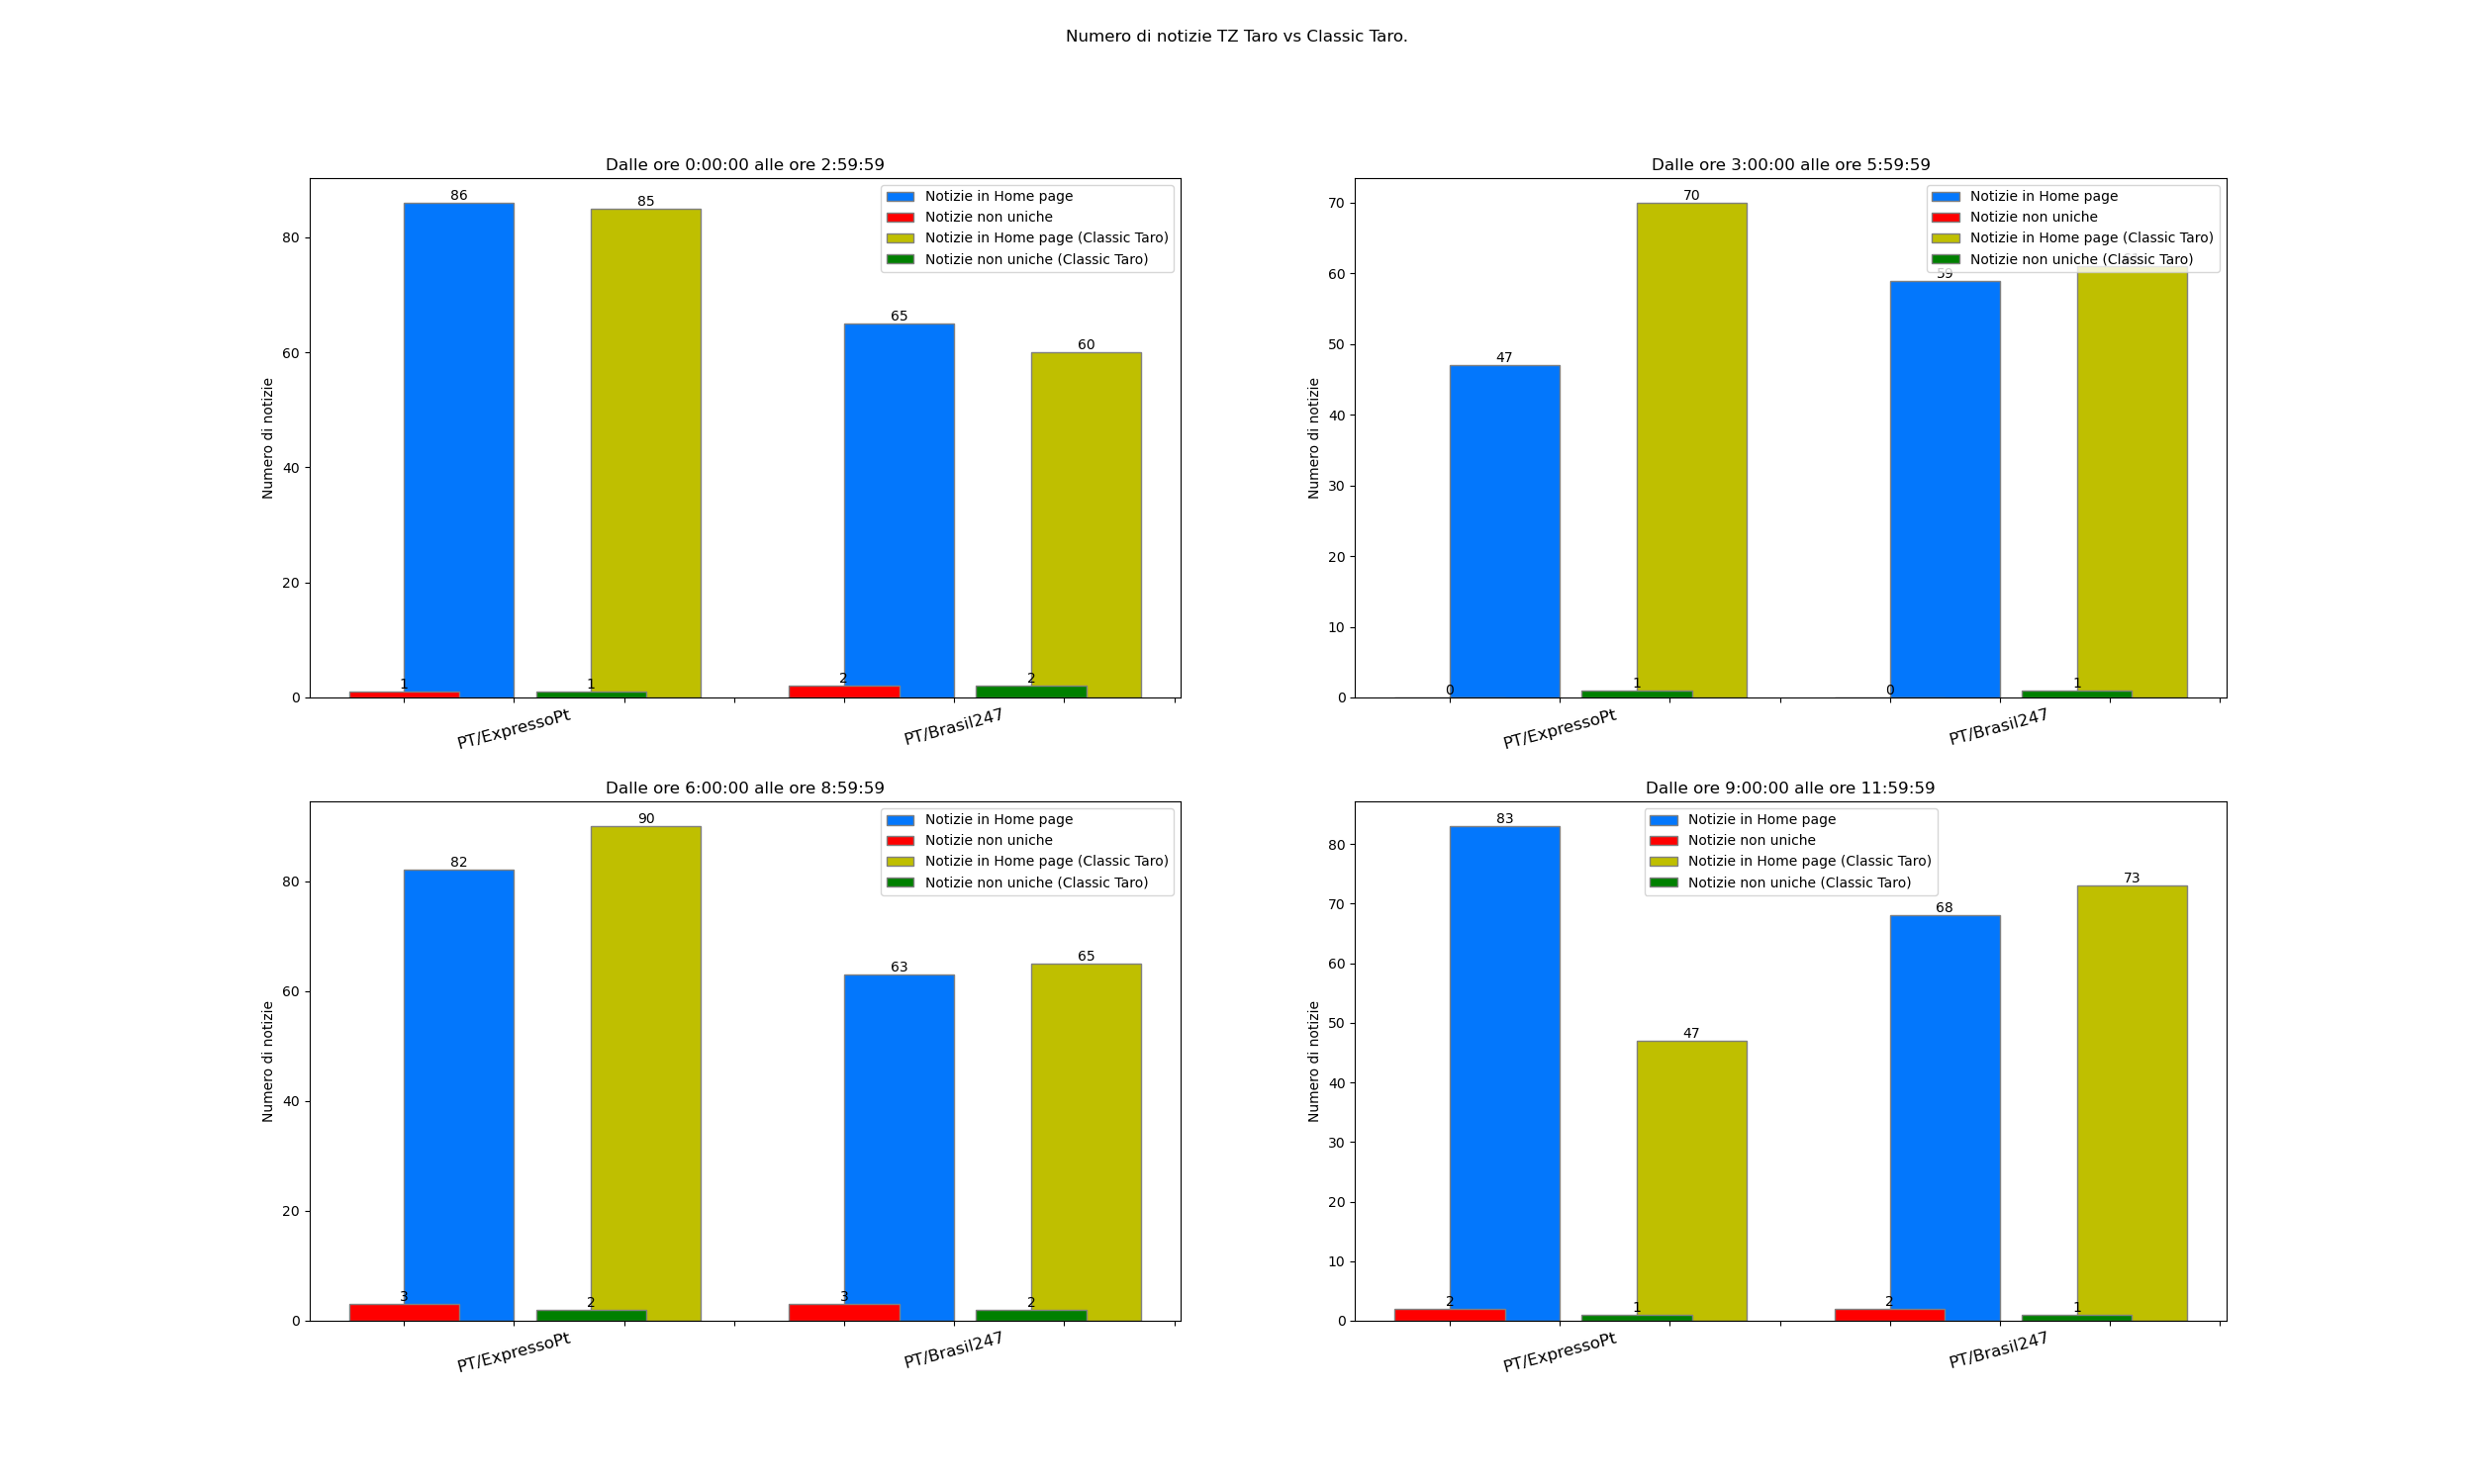 Numero di notizie TZ Taro vs Classic Taro.
Dalle ore 0:00:00 alle ore 2:59:59
Numero di notizie
80
60
40
20
0
86
85
65
60
1
1
2
2
Notizie in Home page
Notizie non uniche
Notizie in Home page (Classic Taro)
Notizie non uniche (Classic Taro)
PT/ExpressoPt
PT/Brasil247
Dalle ore 3:00:00 alle ore 5:59:59
Numero di notizie
70
60
50
40
30
20
10
0
47
70
59
0
1
0
1
Notizie in Home page
Notizie non uniche
Notizie in Home page (Classic Taro)
Notizie non uniche (Classic Taro)
PT/ExpressoPt
PT/Brasil247
Dalle ore 6:00:00 alle ore 8:59:59
Numero di notizie
80
60
40
20
0
82
90
63
65
3
2
3
2
Notizie in Home page
Notizie non uniche
Notizie in Home page (Classic Taro)
Notizie non uniche (Classic Taro)
PT/ExpressoPt
PT/Brasil247
Dalle ore 9:00:00 alle ore 11:59:59
Numero di notizie
80
70
60
50
40
30
20
10
0
83
47
68
73
2
1
2
1
Notizie in Home page
Notizie non uniche
Notizie in Home page (Classic Taro)
Notizie non uniche (Classic Taro)
PT/ExpressoPt
PT/Brasil247